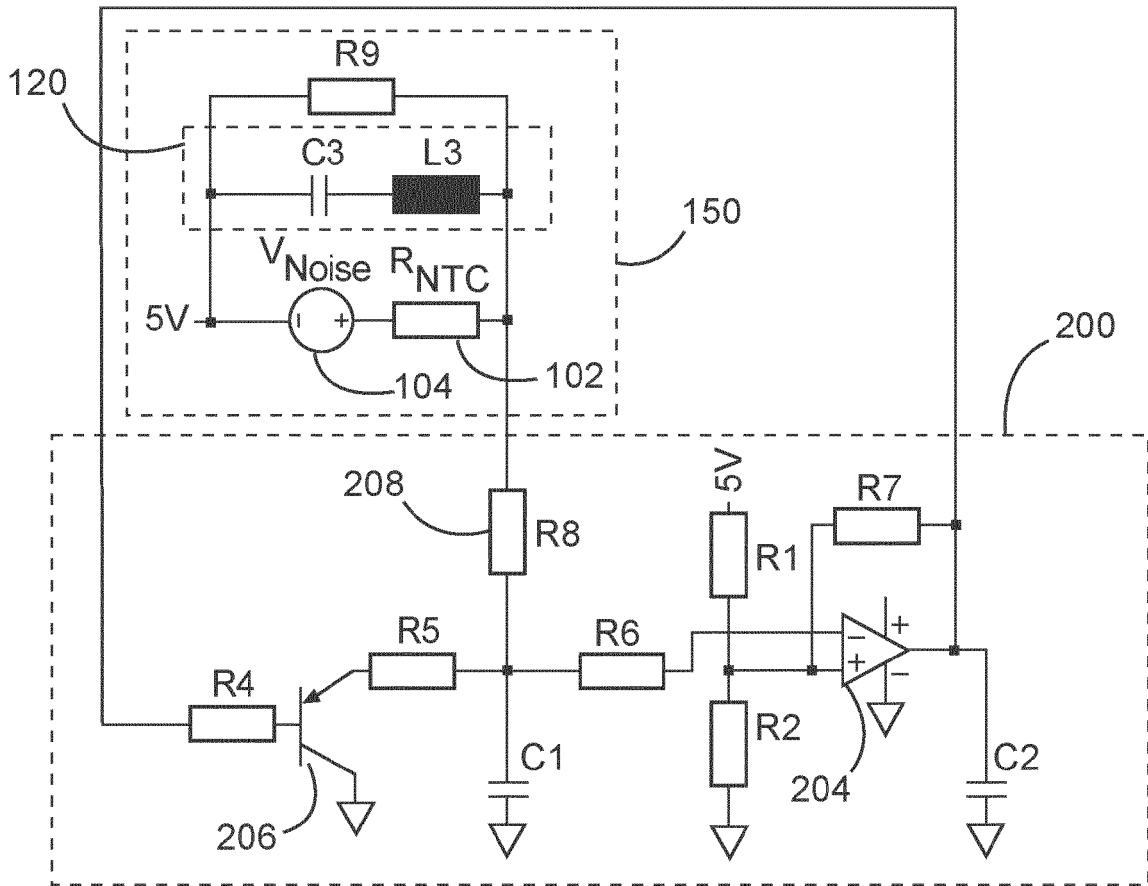 R9
120
C3 L3
150
V Noise R NTC
5V
- +
104 102
200
208
R8
5V
R7
R1
R5 R6
- +
+ -
R4
R2
C1 C2
206 204